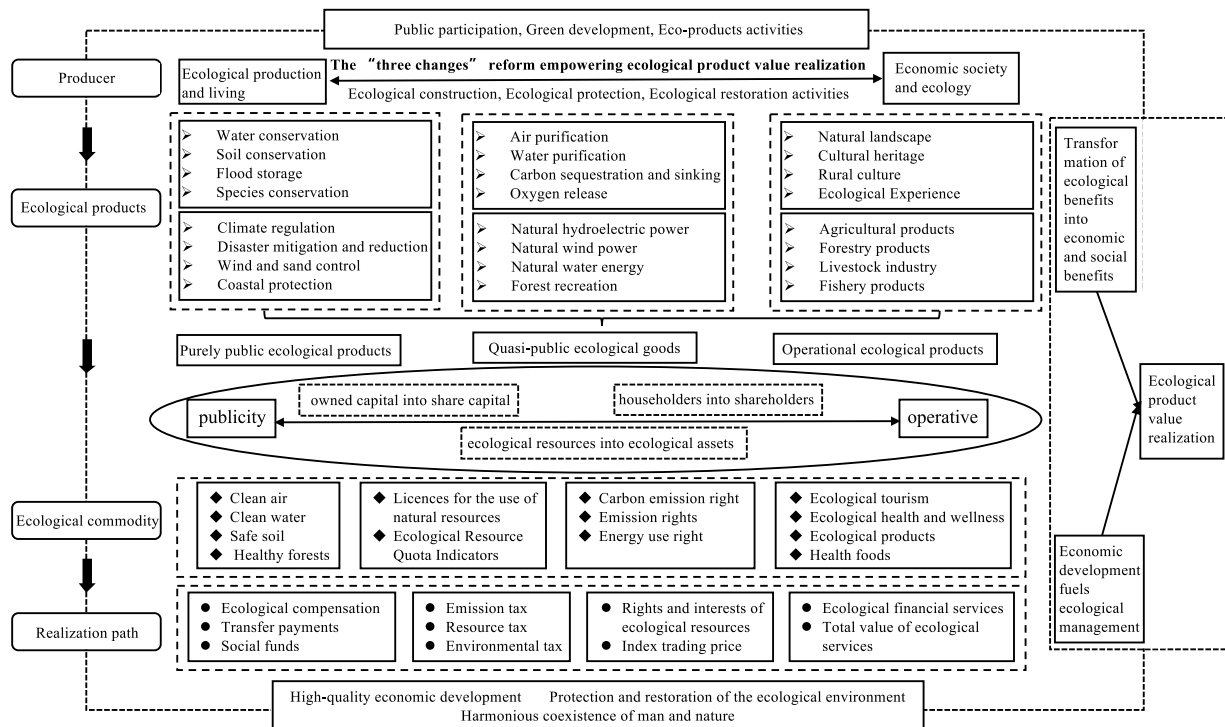 Public participation, Green development, Eco-products activities
Producer
Ecological production
and living
The “three changes” reform empowering ecological product value realization
Ecological construction, Ecological protection, Ecological restoration activities
Economic society
and ecology
Ecological products
Water conservation
Soil conservation
Flood storage
Species conservation
Climate regulation
Disaster mitigation and reduction
Wind and sand control
Coastal protection
Air purification
Water purification
Carbon sequestration and sinking
Oxygen release
Natural hydroelectric power
Natural wind power
Natural water energy
Forest recreation
Natural landscape
Cultural heritage
Rural culture
Ecological Experience
Agricultural products
Forestry products
Livestock industry
Fishery products
Transfor
mation of
ecological
benefits
into
economic
and social
benefits
Purely public ecological products
Quasi-public ecological goods
Operational ecological products
publicity
owned capital into share capital
householders into shareholders
ecological resources into ecological assets
operative
Ecological
product
value
realization
Ecological commodity
Clean air
Clean water
Safe soil
Healthy forests
Licences for the use of
natural resources
Ecological Resource
Quota Indicators
Carbon emission right
Emission rights
Energy use right
Ecological tourism
Ecological health and wellness
Ecological products
Health foods
Economic
development
fuels
ecological
management
Realization path
Ecological compensation
Transfer payments
Social funds
Emission tax
Resource tax
Environmental tax
Rights and interests of
ecological resources
Index trading price
Ecological financial services
Total value of ecological
services
High-quality economic development Protection and restoration of the ecological environment
Harmonious coexistence of man and nature